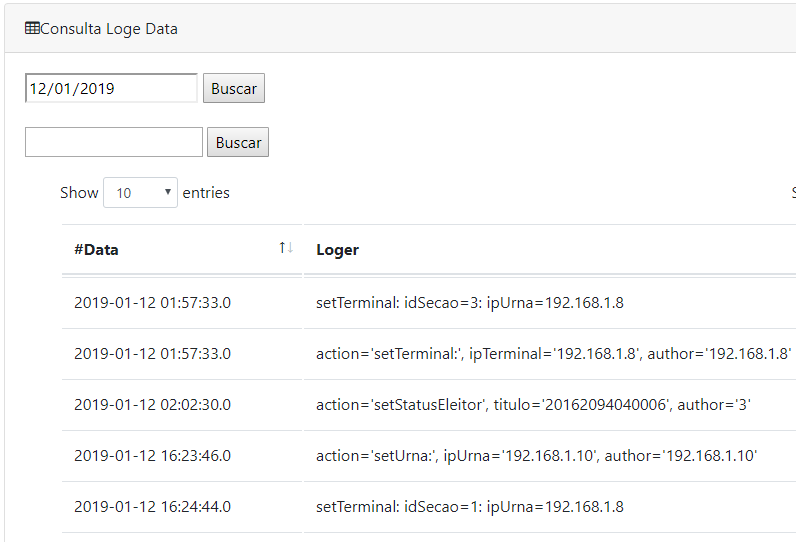 Consulta Loge Data
12/01/2019 Buscar
Buscar
Show 10 entries S
#Data Loger
2019-01-12 01:57:33.0 setTerminal: idSecao=3: ipUrna=192.168.1.8
2019-01-12 01:57:33.0 action='setTerminal:', ipTerminal='192.168.1.8', author='192.168.1.8'
2019-01-12 02:02:30.0 action='setStatusEleitor', titulo='20162094040006', author='3'
2019-01-12 16:23:46.0 action='setUrna:', ipUrna='192.168.1.10', author='192.168.1.10'
2019-01-12 16:24:44.0 setTerminal: idSecao=1: ipUrna=192.168.1.8